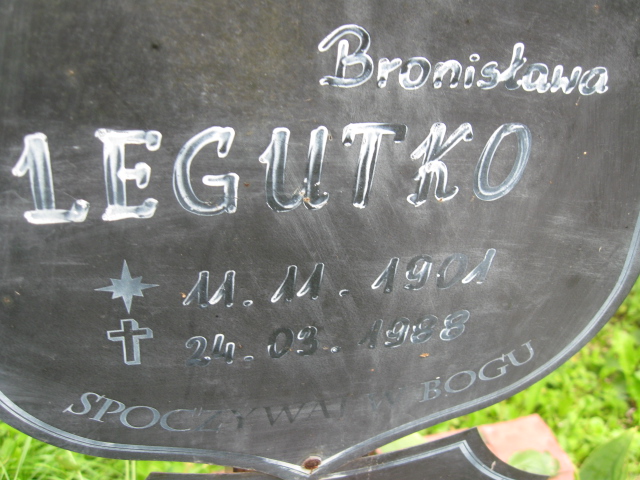 Bronisława
LEGUTKO
11. 11. 1901
24. 03. 1988
SPOCZYWAJ W BOGU